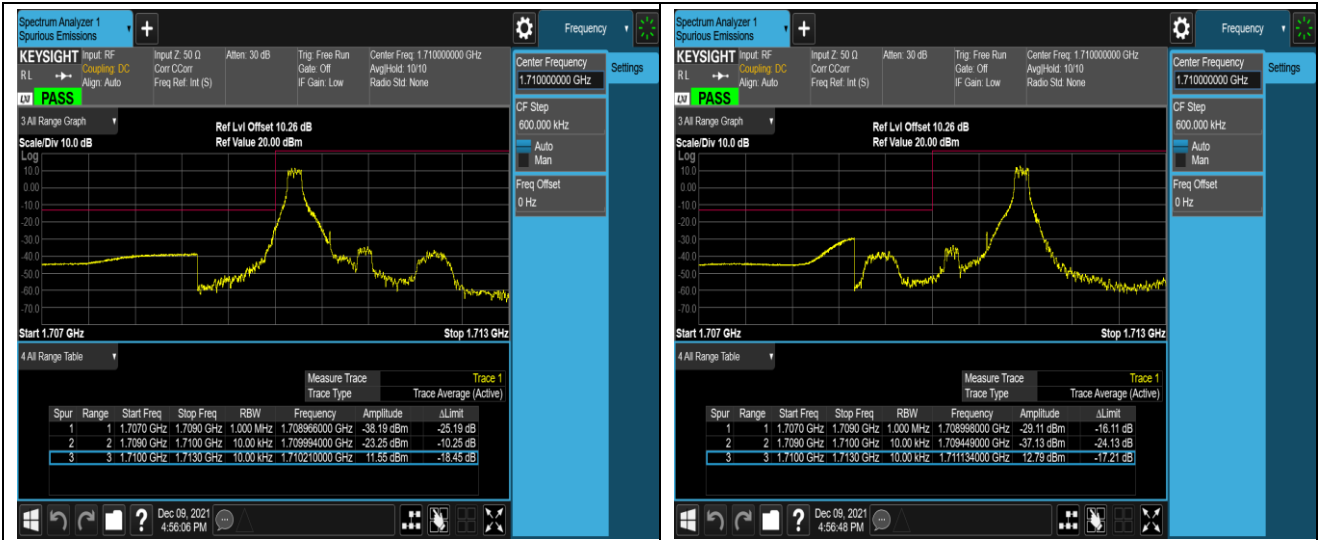 Spectrum Analyzer 1
Spurious Emissions
+
Frequency
KEYSIGHT Input: RF Input Z: 50 Ω Atten: 30 dB Trig: Free Run Center Freq: 1.710000000 GHz
R L Coupling: DC Corr CCorr Gate: Off Avg|Hold: 10/10
Align: Auto Freq Ref: Int (S) IF Gain: Low Radio Std: None
LXI PASS
Center Frequency
1.710000000 GHz
Settings
CF Step
600.000 kHz
Auto
Man
Freq Offset
0 Hz
3 All Range Graph
Ref Lvl Offset 10.26 dB
Scale/Div 10.0 dB Ref Value 20.00 dBm
Log
10.0
0.00
-10.0
-20.0
-30.0
-40.0
-50.0
-60.0
-70.0
Start 1.707 GHz Stop 1.713 GHz
4 All Range Table
Measure Trace Trace 1
Trace Type Trace Average (Active)
Spur Range Start Freq Stop Freq RBW Frequency Amplitude ΔLimit
1 1 1.7070 GHz 1.7090 GHz 1.000 MHz 1.708966000 GHz -38.19 dBm -25.19 dB
2 2 1.7090 GHz 1.7100 GHz 10.00 kHz 1.709994000 GHz -23.25 dBm -10.25 dB
3 3 1.7100 GHz 1.7130 GHz 10.00 kHz 1.710210000 GHz 11.55 dBm -18.45 dB
?
Dec 09, 2021
4:56:06 PM
Spectrum Analyzer 1
Spurious Emissions
+
Frequency
KEYSIGHT Input: RF Input Z: 50 Ω Atten: 30 dB Trig: Free Run Center Freq: 1.710000000 GHz
R L Coupling: DC Corr CCorr Gate: Off Avg|Hold: 10/10
Align: Auto Freq Ref: Int (S) IF Gain: Low Radio Std: None
LXI PASS
Center Frequency
1.710000000 GHz
Settings
CF Step
600.000 kHz
Auto
Man
Freq Offset
0 Hz
3 All Range Graph
Ref Lvl Offset 10.26 dB
Scale/Div 10.0 dB Ref Value 20.00 dBm
Log
10.0
0.00
-10.0
-20.0
-30.0
-40.0
-50.0
-60.0
-70.0
Start 1.707 GHz Stop 1.713 GHz
4 All Range Table
Measure Trace Trace 1
Trace Type Trace Average (Active)
Spur Range Start Freq Stop Freq RBW Frequency Amplitude ΔLimit
1 1 1.7070 GHz 1.7090 GHz 1.000 MHz 1.708998000 GHz -29.11 dBm -16.11 dB
2 2 1.7090 GHz 1.7100 GHz 10.00 kHz 1.709449000 GHz -37.13 dBm -24.13 dB
3 3 1.7100 GHz 1.7130 GHz 10.00 kHz 1.711134000 GHz 12.79 dBm -17.21 dB
?
Dec 09, 2021
4:56:48 PM